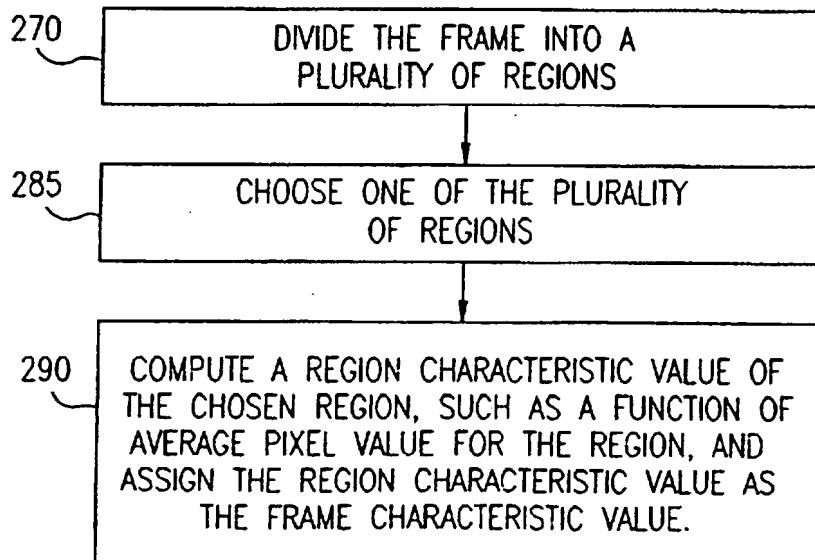 270
DIVIDE THE FRAME INTO A
PLURALITY OF REGIONS
285
CHOOSE ONE OF THE PLURALITY
OF REGIONS
290
COMPUTE A REGION CHARACTERISTIC VALUE OF
THE CHOSEN REGION, SUCH AS A FUNCTION OF
AVERAGE PIXEL VALUE FOR THE REGION, AND
ASSIGN THE REGION CHARACTERISTIC VALUE AS
THE FRAME CHARACTERISTIC VALUE.